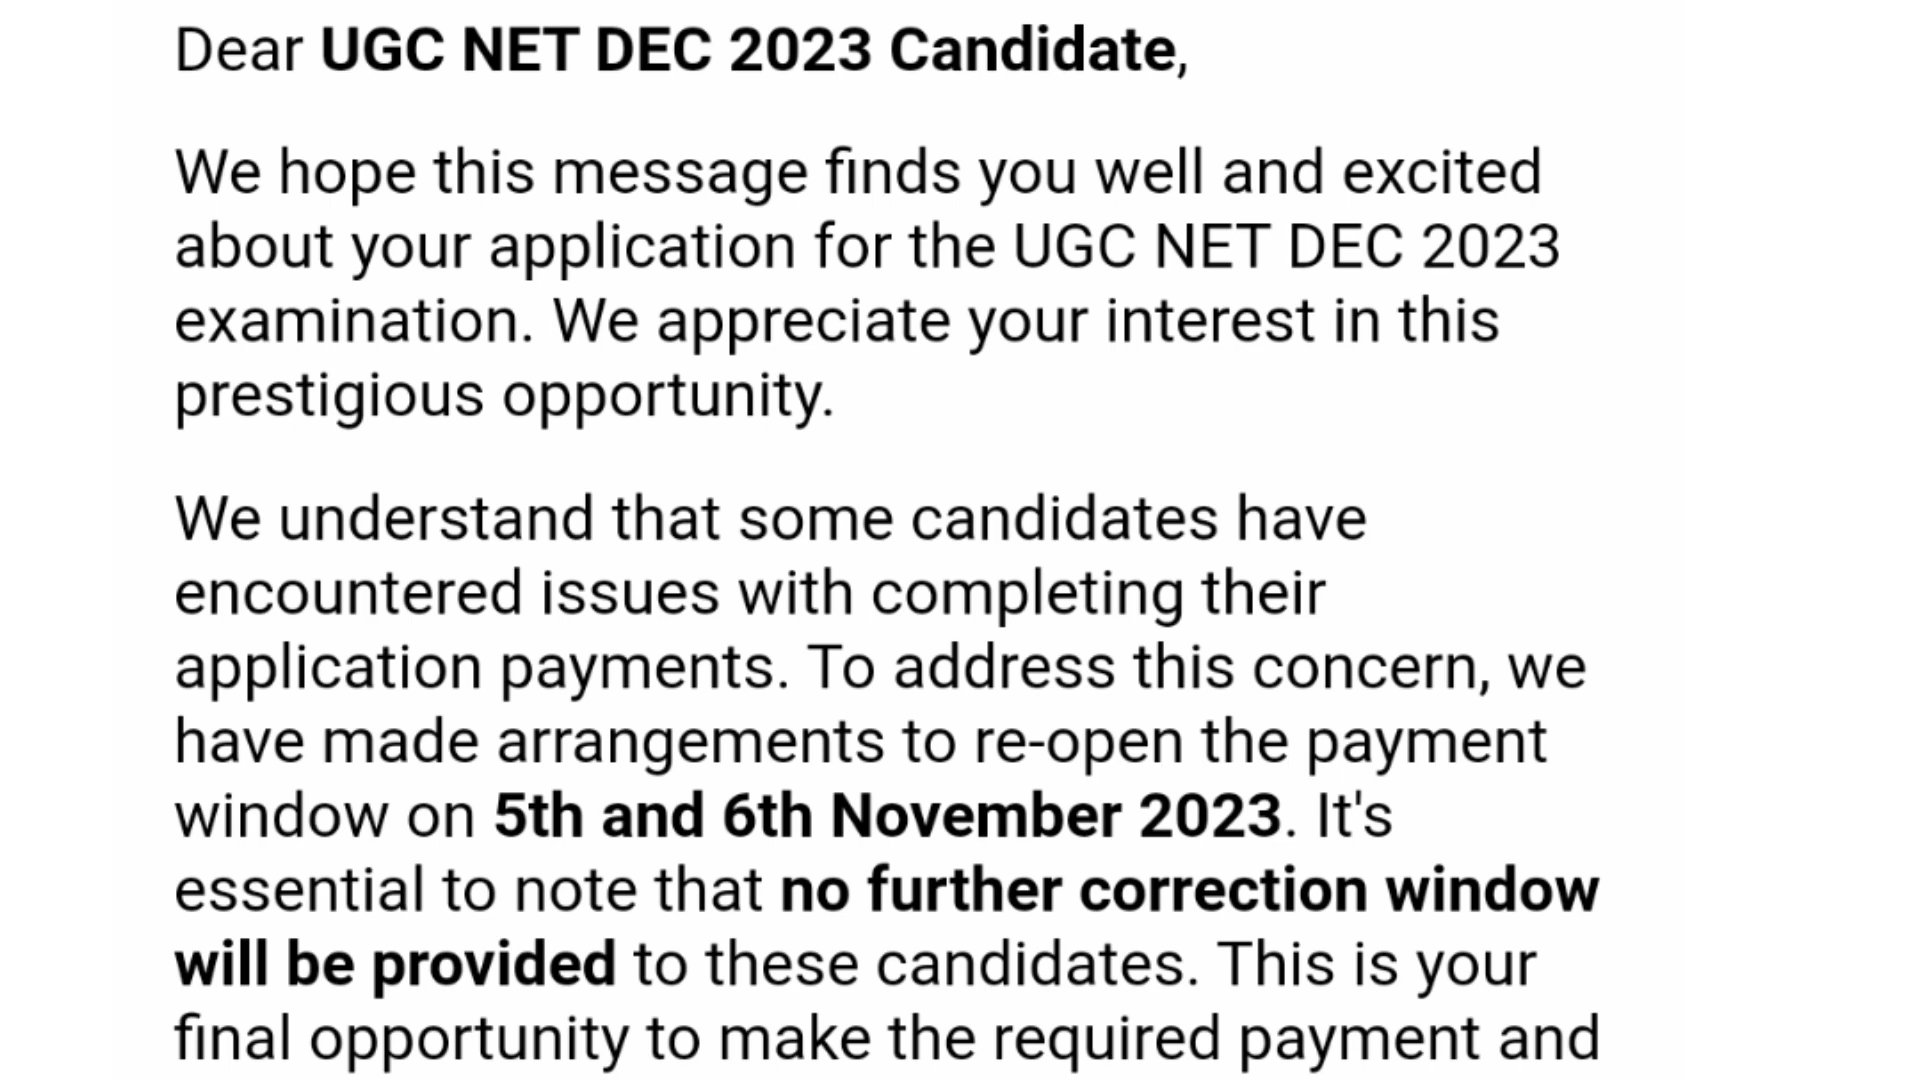 Dear UGC NET DEC 2023 Candidate,
We hope this message finds you well and excited
about your application for the UGC NET DEC 2023
examination. We appreciate your interest in this
prestigious opportunity.
We understand that some candidates have
encountered issues with completing their
application payments. To address this concern, we
have made arrangements to re-open the payment
window on 5th and 6th November 2023. It's
essential to note that no further correction window
will be provided to these candidates. This is your
final opportunity to make the required payment and